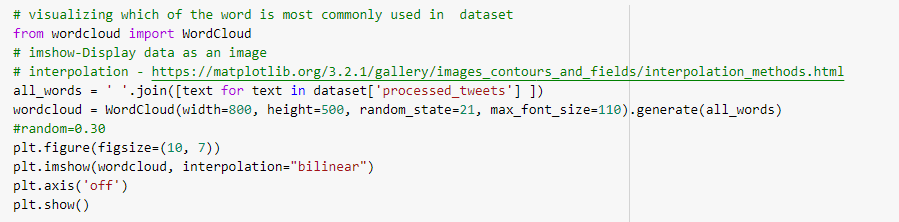 # visualizing which of the word is most commonly used in  dataset
from wordcloud import WordCloud
# imshow-Display data as an image
# interpolation - https://matplotlib.org/3.2.1/gallery/images_contours_and_fields/interpolation_methods.html
all_words = ' '.join([text for text in dataset['processed_tweets'] ])
wordcloud = WordCloud(width=800, height=500, random_state=21, max_font_size=110).generate(all_words)
#random=0.30
plt.figure(figsize=(10, 7))
plt.imshow(wordcloud, interpolation="bilinear")
plt.axis('off')
plt.show()